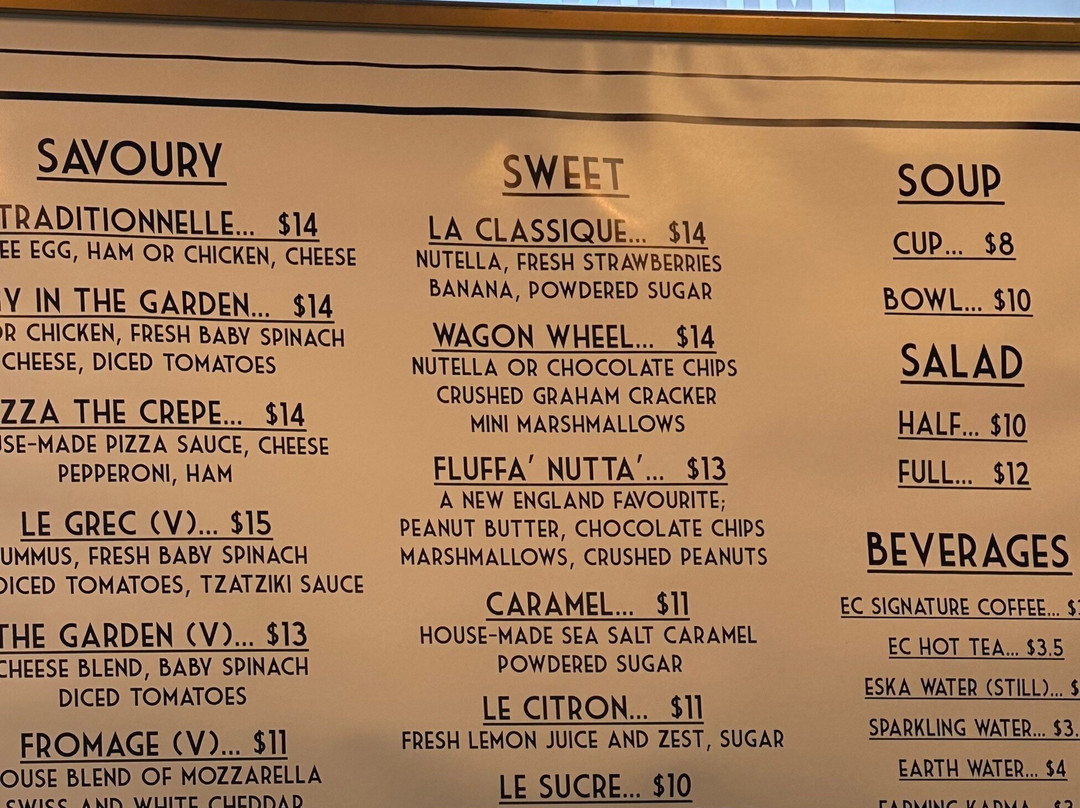 SAVOURY
TRADITIONNELLE... $14
EGG, HAM OR CHICKEN, CHEESE
IN THE GARDEN... $14
OR CHICKEN, FRESH BABY SPINACH
CHEESE, DICED TOMATOES
THE CREPE... $14
PIZZA SAUCE, CHEESE
PEPPERONI, HAM
LE GREC (V)... $15
FRESH BABY SPINACH
DICED TOMATOES, TZATZIKI SAUCE
THE GARDEN (V)... $13
CHEESE BLEND, BABY SPINACH
DICED TOMATOES
FROMAGE (V)... $11
BLEND OF MOZZARELLA
SWISS AND WHITE CHEDDAR
SWEET
LA CLASSIQUE... $14
NUTELLA, FRESH STRAWBERRIES
BANANA, POWDERED SUGAR
WAGON WHEEL... $14
NUTELLA OR CHOCOLATE CHIPS
CRUSHED GRAHAM CRACKER
MINI MARSHMALLOWS
FLUFFA' NUTTA'... $13
A NEW ENGLAND FAVOURITE;
PEANUT BUTTER, CHOCOLATE CHIPS
MARSHMALLOWS, CRUSHED PEANUTS
CARAMEL... $11
HOUSE-MADE SEA SALT CARAMEL
POWDERED SUGAR
LE CITRON... $11
FRESH LEMON JUICE AND ZEST, SUGAR
LE SUCRE... $10
SOUP
CUP... $8
BOWL... $10
SALAD
HALF... $10
FULL... $12
BEVERAGES
EC SIGNATURE COFFEE...
EC HOT TEA... $3.5
ESKA WATER (STILL)...
SPARKLING WATER...
EARTH WATER... $4
FARMING KARMA...